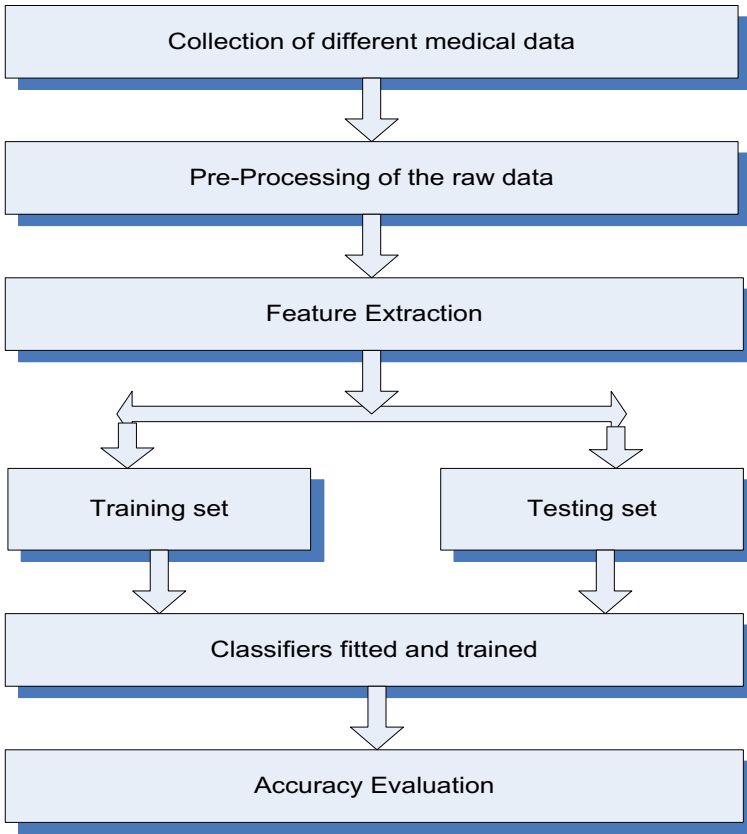 Collection of different medical data
Pre-Processing of the raw data
Feature Extraction
Training set
Testing set
Classifiers fitted and trained
Accuracy Evaluation